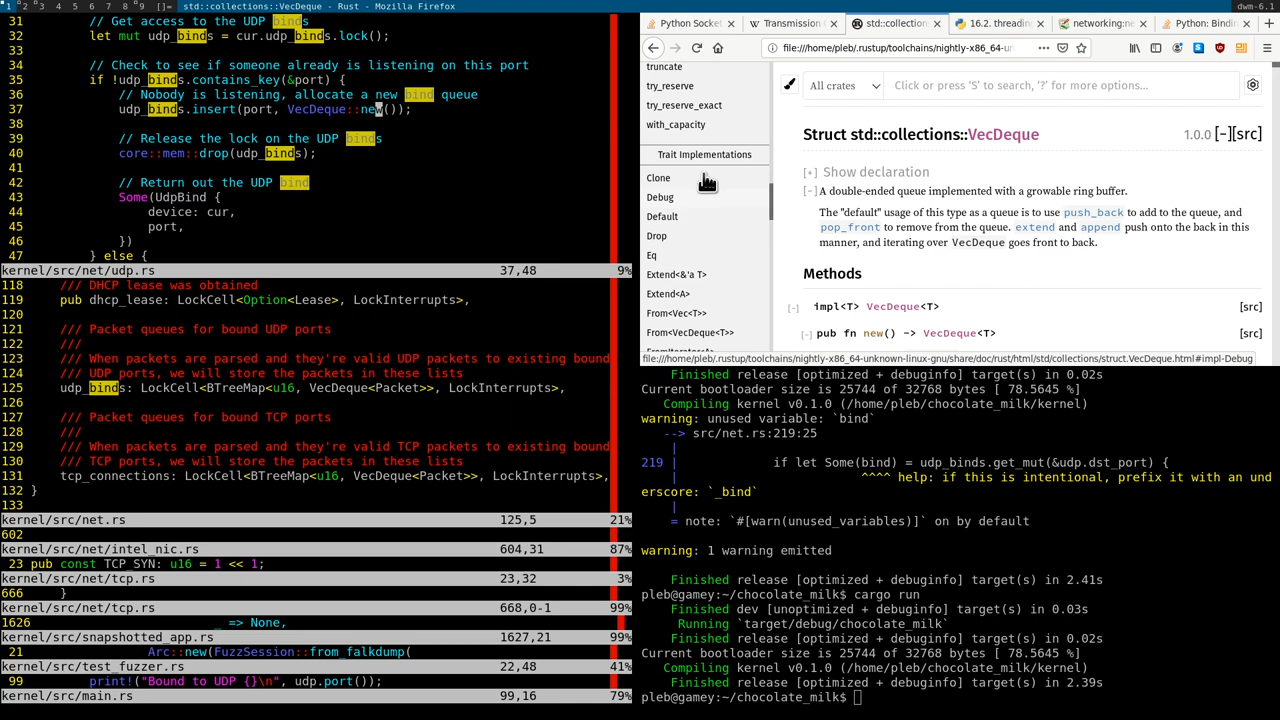 1 2 3 4 5 6 7 8 9 []= std::collections::VecDeque - Rust - Mozilla Firefox
dwm-6.1
31         // Get access to the UDP binds
32         let mut udp_binds = cur.udp_binds.lock();
33
34         // Check to see if someone already is listening on this port
35         if !udp_binds.contains_key(&port) {
36             // Nobody is listening, allocate a new bind queue
37             udp_binds.insert(port, VecDeque::new());
38
39             // Release the lock on the UDP binds
40             core::mem::drop(udp_binds);
41
42             // Return out the UDP bind
43             Some(UdpBind {
44                 device: cur,
45                 port,
46             })
47         } else {
kernel/src/net/udp.rs 37,48 9%
118     /// DHCP lease was obtained
119     pub dhcp_lease: LockCell<Option<Lease>, LockInterrupts>,
120
121     /// Packet queues for bound UDP ports
122     ///
123     /// When packets are parsed and they're valid UDP packets to existing bound
124     /// UDP ports, we will store the packets in these lists
125     udp_binds: LockCell<BTreeMap<u16, VecDeque<Packet>>, LockInterrupts>,
126
127     /// Packet queues for bound TCP ports
128     ///
129     /// When packets are parsed and they're valid TCP packets to existing bound
130     /// TCP ports, we will store the packets in these lists
131     tcp_connections: LockCell<BTreeMap<u16, VecDeque<Packet>>, LockInterrupts>,
132 }
133
kernel/src/net.rs 125,5 21%
602
kernel/src/net/intel_nic.rs 604,31 87%
23 pub const TCP_SYN: u16 = 1 << 1;
kernel/src/net/tcp.rs 23,32 3%
666     }
kernel/src/net/tcp.rs 668,0-1 99%
1626                     _ => None,
kernel/src/snapshotted_app.rs 1627,21 99%
21                 Arc::new(FuzzSession::from_falkdump(
kernel/src/test_fuzzer.rs 22,48 41%
99         print!("Bound to UDP {}\n", udp.port());
kernel/src/main.rs 99,16 79%
Python Socket
Transmission C
std::collection
16.2. threading
networking:ne
Python: Bindin
file:///home/pleb/.rustup/toolchains/nightly-x86_64-un
truncate
try_reserve
try_reserve_exact
with_capacity
Trait Implementations
Clone
Debug
Default
Drop
Eq
Extend<&'a T>
Extend<A>
From<Vec<T>>
From<VecDeque<T>>
All crates
Click or press ‘S’ to search, ‘?’ for more options…
Struct std::collections::VecDeque
1.0.0 [-][src]
[+] Show declaration
[-] A double-ended queue implemented with a growable ring buffer.
The "default" usage of this type as a queue is to use push_back to add to the queue, and
pop_front to remove from the queue. extend and append push onto the back in this
manner, and iterating over VecDeque goes front to back.
Methods
[-] impl<T> VecDeque<T> [src]
[-] pub fn new() -> VecDeque<T> [src]
file:///home/pleb/.rustup/toolchains/nightly-x86_64-unknown-linux-gnu/share/doc/rust/html/std/collections/struct.VecDeque.html#impl-Debug
Finished release [optimized + debuginfo] target(s) in 0.02s
Current bootloader size is 25744 of 32768 bytes [ 78.5645 %]
Compiling kernel v0.1.0 (/home/pleb/chocolate_milk/kernel)
warning: unused variable: `bind`
--> src/net.rs:219:25
|
219 |             if let Some(bind) = udp_binds.get_mut(&udp.dst_port) {
|                         ^^^^ help: if this is intentional, prefix it with an und
erscore: `_bind`
|
= note: `#[warn(unused_variables)]` on by default
warning: 1 warning emitted
Finished release [optimized + debuginfo] target(s) in 2.41s
pleb@gamey:~/chocolate_milk$ cargo run
Finished dev [unoptimized + debuginfo] target(s) in 0.03s
Running `target/debug/chocolate_milk`
Finished release [optimized + debuginfo] target(s) in 0.02s
Current bootloader size is 25744 of 32768 bytes [ 78.5645 %]
Compiling kernel v0.1.0 (/home/pleb/chocolate_milk/kernel)
Finished release [optimized + debuginfo] target(s) in 2.39s
pleb@gamey:~/chocolate_milk$